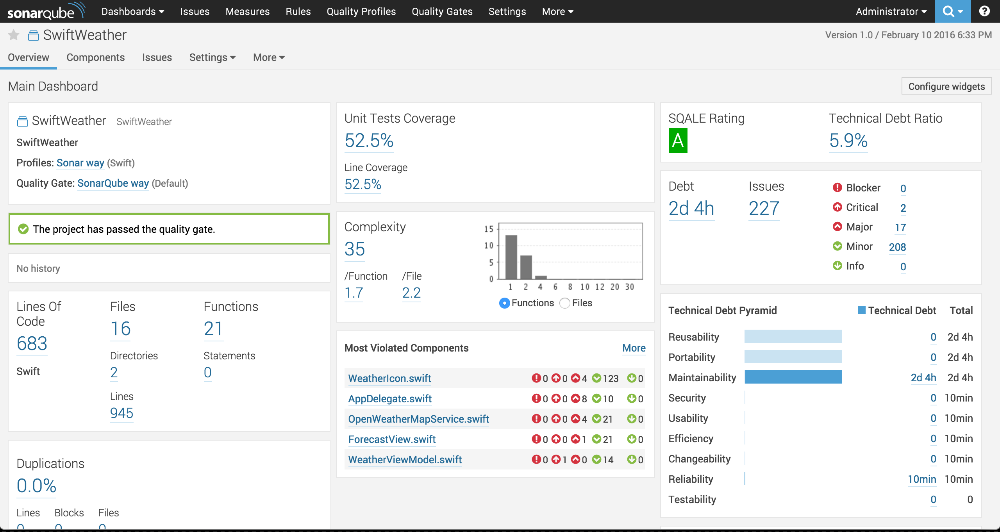 sonarqube Dashboards Issues Measures Rules Quality Profiles Quality Gates Settings More Administrator
SwiftWeather
Version 1.0 / February 10 2016 6:33 PM
Overview Components Issues Settings More
Main Dashboard
Configure widgets
SwiftWeather SwiftWeather
SwiftWeather
Profiles: Sonar way (Swift)
Quality Gate: SonarQube way (Default)
The project has passed the quality gate.
No history
Lines Of Code
683
Swift
Files
16
Directories
2
Lines
945
Functions
21
Statements
0
Duplications
0.0%
Lines Blocks Files
0 0 0
Unit Tests Coverage
52.5%
Line Coverage
52.5%
Complexity
35
/Function /File
1.7 2.2
15
10
5
0
1 2 4 6 8 10 12 20 30
Functions Files
Most Violated Components More
WeatherIcon.swift 0 0 4 123 0
AppDelegate.swift 0 0 8 10 0
OpenWeatherMapService.swift 0 0 4 21 0
ForecastView.swift 0 0 1 21 0
WeatherViewModel.swift 0 1 0 14 0
SQALE Rating Technical Debt Ratio
A 5.9%
Debt Issues
2d 4h 227
Blocker 0
Critical 2
Major 17
Minor 208
Info 0
Technical Debt Pyramid Technical Debt Total
Reusability 0 2d 4h
Portability 0 2d 4h
Maintainability 2d 4h 2d 4h
Security 0 10min
Usability 0 10min
Efficiency 0 10min
Changeability 0 10min
Reliability 10min 10min
Testability 0 0